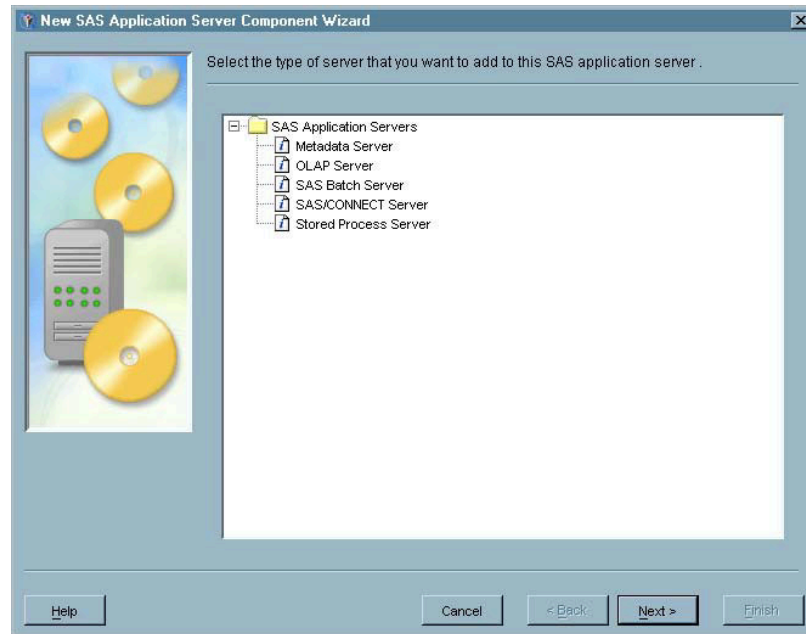 New SAS Application Server Component Wizard
Select the type of server that you want to add to this SAS application server .
SAS Application Servers
Metadata Server
OLAP Server
SAS Batch Server
SAS/CONNECT Server
Stored Process Server
Help
Cancel
< Back
Next >
Finish